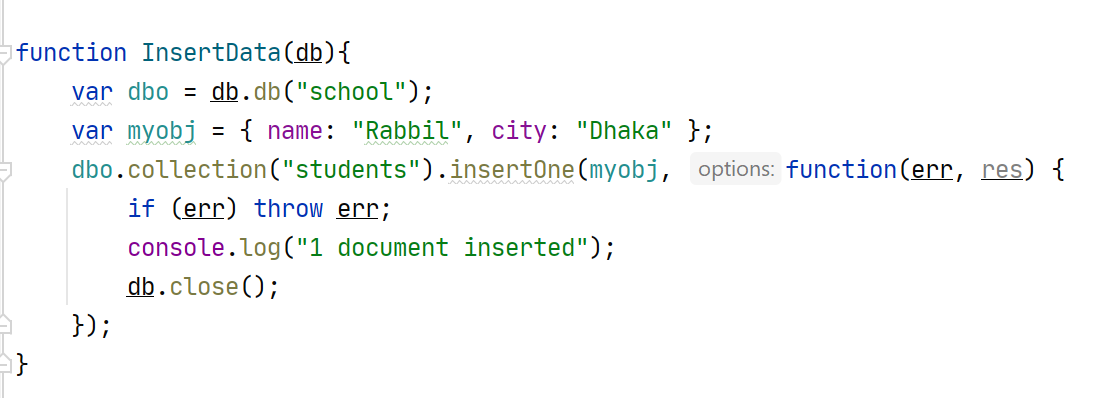 function InsertData(db){
    var dbo = db.db("school");
    var myobj = { name: "Rabbil", city: "Dhaka" };
    dbo.collection("students").insertOne(myobj, options: function(err, res) {
        if (err) throw err;
        console.log("1 document inserted");
        db.close();
    });
}